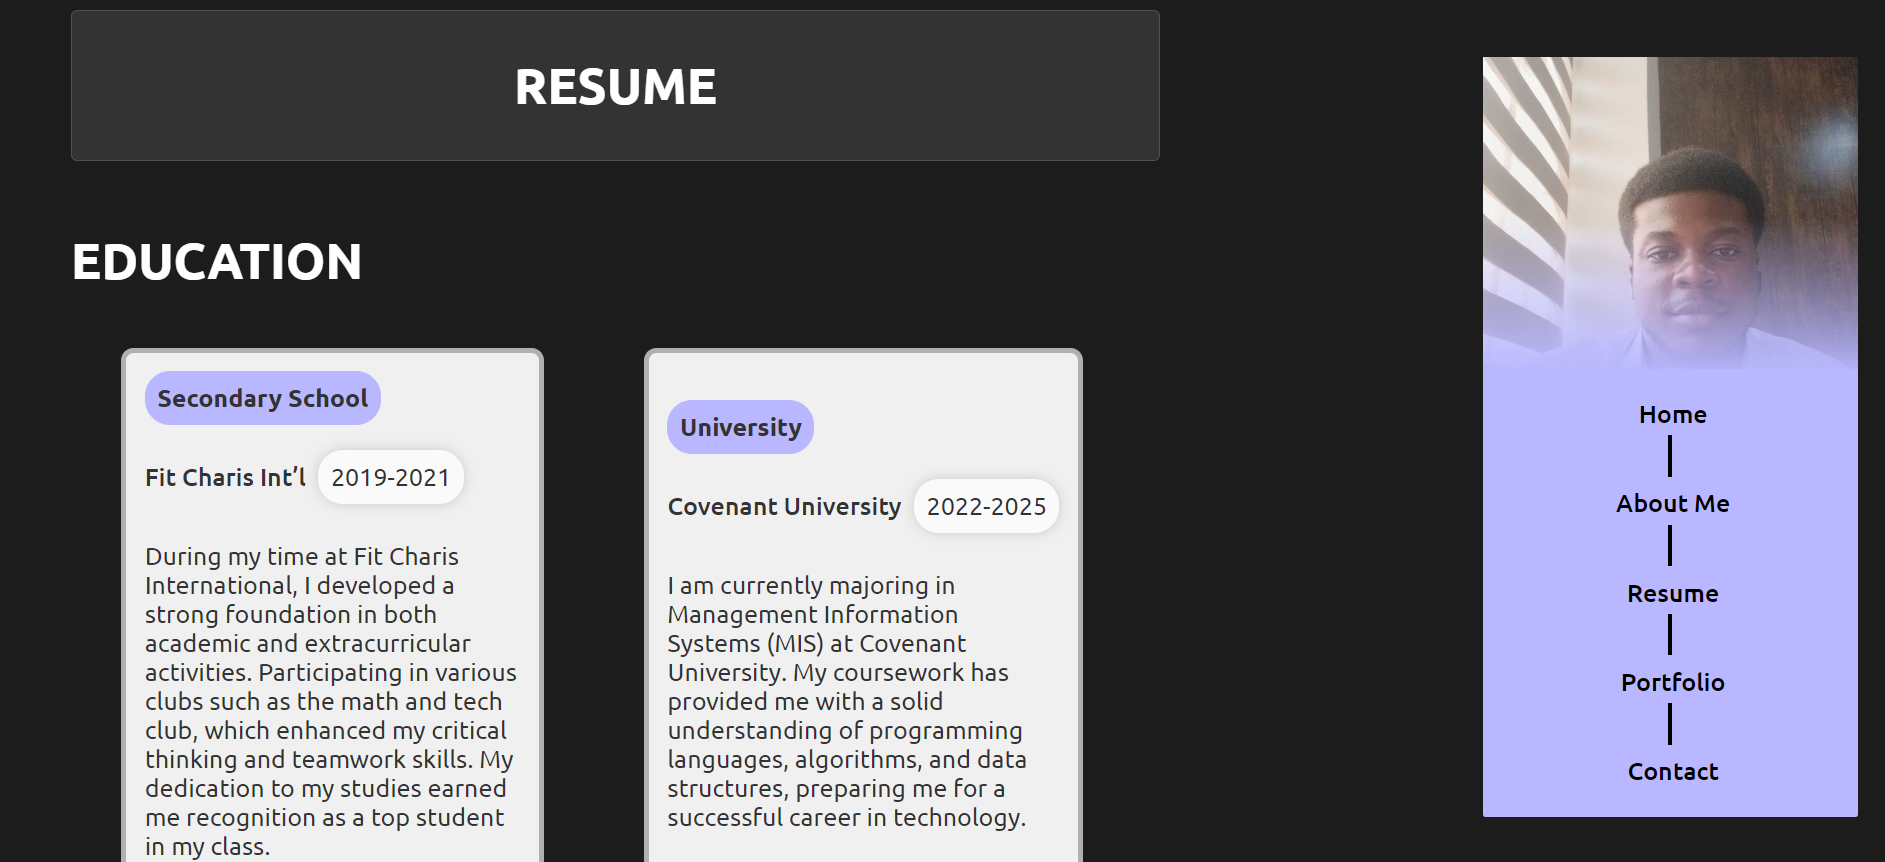 RESUME
EDUCATION
Secondary School
Fit Charis Int’l 2019-2021
During my time at Fit Charis
International, I developed a
strong foundation in both
academic and extracurricular
activities. Participating in various
clubs such as the math and tech
club, which enhanced my critical
thinking and teamwork skills. My
dedication to my studies earned
me recognition as a top student
in my class.
University
Covenant University 2022-2025
I am currently majoring in
Management Information
Systems (MIS) at Covenant
University. My coursework has
provided me with a solid
understanding of programming
languages, algorithms, and data
structures, preparing me for a
successful career in technology.
Home
About Me
Resume
Portfolio
Contact